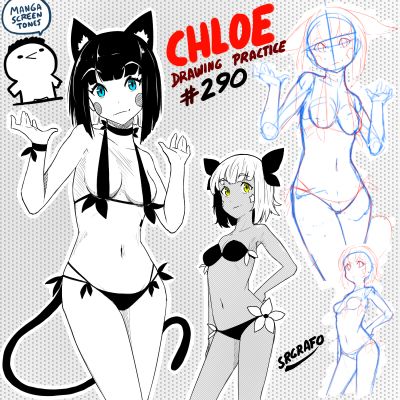 MANGA
SCREEN
TONES
CHLOE
DRAWING PRACTICE
#290
SRGRAFO